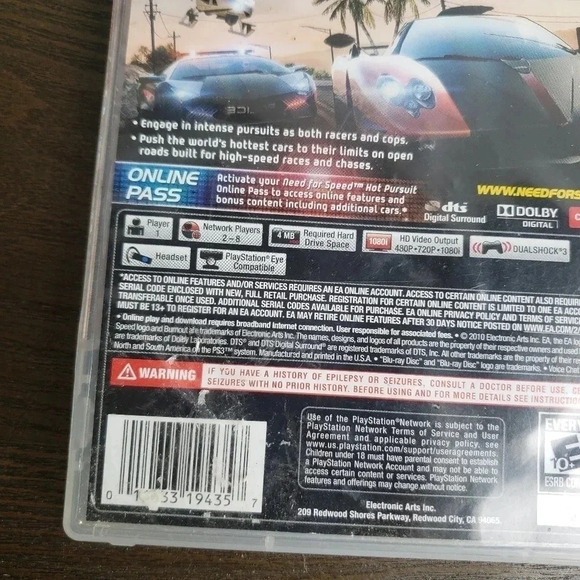 • Engage in intense pursuits as both racers and cops.
• Push the world's hottest cars to their limits on open
roads built for high-speed races and chases.
ONLINE
PASS
Activate your Need for Speed™ Hot Pursuit
Online Pass to access online features and
bonus content including additional cars.*
WWW.NEEDFORS
dts
Digital Surround
DOLBY
DIGITAL
Player
1
Network Players
2-8
4 MB
Required Hard
Drive Space
1080i
HD Video Output
480P•720P•1080i
DUALSHOCK®3
Headset
PlayStation®Eye
Compatible
*ACCESS TO ONLINE FEATURES AND/OR SERVICES REQUIRES AN EA ONLINE ACCOUNT. ACCESS TO CERTAIN ONLINE CONTENT ALSO REQUI
SERIAL CODE ENCLOSED WITH NEW, FULL RETAIL PURCHASE. REGISTRATION FOR CERTAIN ONLINE CONTENT IS LIMITED TO ONE EA ACCO
TRANSFERABLE ONCE USED. ADDITIONAL SERIAL CODES AVAILABLE FOR PURCHASE. EA ONLINE PRIVACY POLICY AND TERMS OF SERV
MUST BE 13+ TO REGISTER FOR AN EA ACCOUNT. EA MAY RETIRE ONLINE FEATURES AFTER 30 DAYS NOTICE POSTED ON WWW.EA.COM/2
• Online play and download requires broadband internet connection. User responsible for associated fees. • © 2010 Electronic Arts Inc. EA, the EA lo
Speed logo and Burnout are trademarks of Electronic Arts Inc. The names, designs, and logos of all products are the property of their respective owners and used
are trademarks of Dolby Laboratories. DTS® and DTS Digital Surround® are registered trademarks of DTS, Inc. All other trademarks are the property of their
North and South America on the PS3™ system. Manufactured and printed in the U.S.A. • "Blu-ray Disc" and "Blu-ray Disc" logo are trademarks. • Voice Cha
WARNING
IF YOU HAVE A HISTORY OF EPILEPSY OR SEIZURES, CONSULT A DOCTOR BEFORE USE. C
SEIZURES WITH NO PRIOR HISTORY. BEFORE USING AND FOR MORE DETAILS SEE INSTRUCTIO
Use of the PlayStation®Network is subject to the
PlayStation Network Terms of Service and User
Agreement and applicable privacy policy, see
www.us.playstation.com/support/useragreements.
Children under 18 must have parental consent to establish
a PlayStation Network Account and may not be able to
access certain content or services. PlayStation Network
features and offerings may change without notice.
19435 7
Electronic Arts Inc.
209 Redwood Shores Parkway, Redwood City, CA 94065.
EVERY
10+
ESRB CO